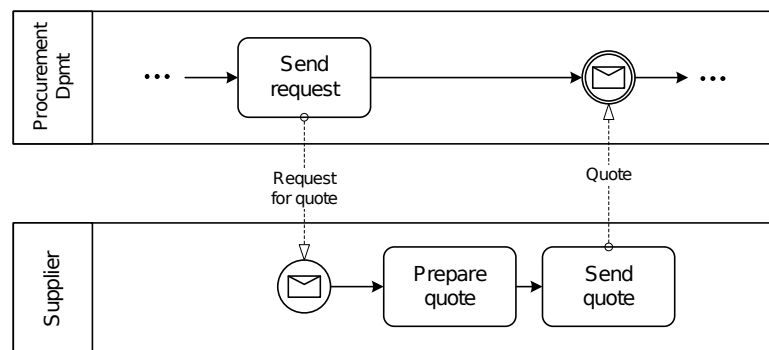 Procurement
Dpmt
...
Send
request
...
Request
for quote
Quote
Supplier
Prepare
quote
Send
quote